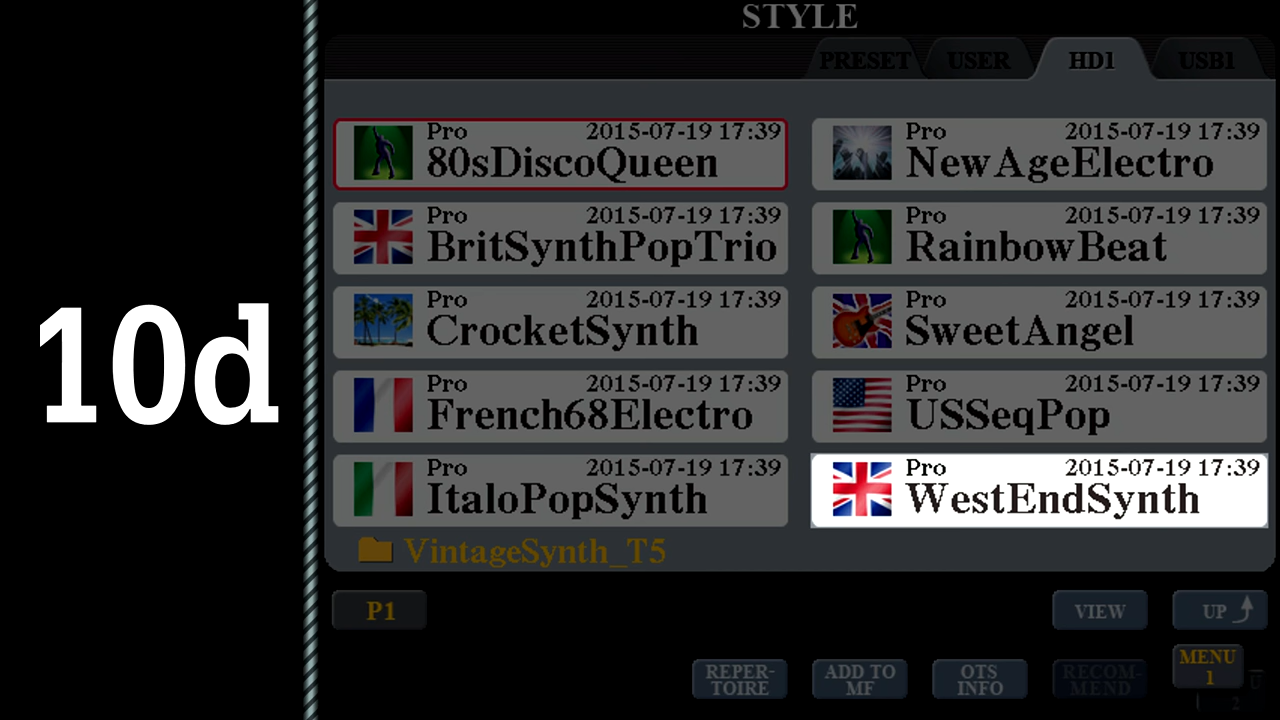 10d
STYLE
PRESET
USER
HD1
USB1
Pro 2015-07-19 17:39
80sDiscoQueen
Pro 2015-07-19 17:39
BritSynthPopTrio
Pro 2015-07-19 17:39
CrocketSynth
Pro 2015-07-19 17:39
French68Electro
Pro 2015-07-19 17:39
ItaloPopSynth
Pro 2015-07-19 17:39
NewAgeElectro
Pro 2015-07-19 17:39
RainbowBeat
Pro 2015-07-19 17:39
SweetAngel
Pro 2015-07-19 17:39
USSeqPop
Pro 2015-07-19 17:39
WestEndSynth
VintageSynth_T5
P1
VIEW
UP
REPER-
TOIRE
ADD TO
MF
OTS
INFO
RECOM-
MEND
MENU
1
2